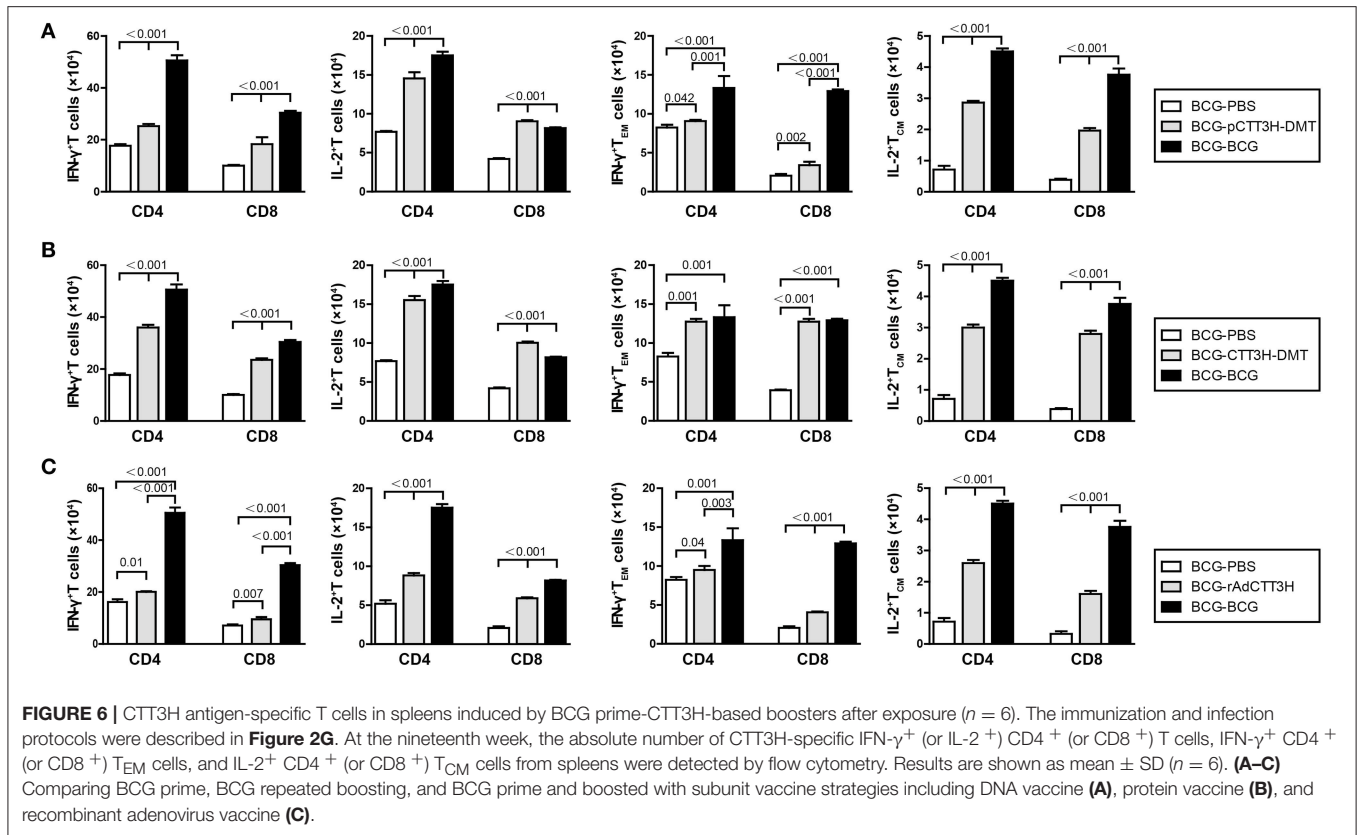 A
IFN-γ⁺T cells (×10⁴)
60
40
20
0
<0.001
<0.001
CD4
CD8
IL-2⁺T cells (×10⁴)
20
15
10
5
0
<0.001
<0.001
CD4
CD8
IFN-γ⁺T_EM cells (×10⁴)
20
15
10
5
0
<0.001
0.001
0.042
<0.001
<0.001
0.002
CD4
CD8
IL-2⁺T_CM cells (×10⁴)
5
4
3
2
1
0
<0.001
<0.001
CD4
CD8
BCG-PBS
BCG-pCTT3H-DMT
BCG-BCG
B
IFN-γ⁺T cells (×10⁴)
60
40
20
0
<0.001
<0.001
CD4
CD8
IL-2⁺T cells (×10⁴)
20
15
10
5
0
<0.001
<0.001
CD4
CD8
IFN-γ⁺T_EM cells (×10⁴)
20
15
10
5
0
0.001
0.001
<0.001
<0.001
CD4
CD8
IL-2⁺T_CM cells (×10⁴)
5
4
3
2
1
0
<0.001
<0.001
CD4
CD8
BCG-PBS
BCG-CTT3H-DMT
BCG-BCG
C
IFN-γ⁺T cells (×10⁴)
60
40
20
0
<0.001
<0.001
0.01
<0.001
<0.001
0.007
CD4
CD8
IL-2⁺T cells (×10⁴)
20
15
10
5
0
<0.001
<0.001
CD4
CD8
IFN-γ⁺T_EM cells (×10⁴)
20
15
10
5
0
0.001
0.003
0.04
<0.001
CD4
CD8
IL-2⁺T_CM cells (×10⁴)
5
4
3
2
1
0
<0.001
<0.001
CD4
CD8
BCG-PBS
BCG-rAdCTT3H
BCG-BCG
FIGURE 6 | CTT3H antigen-specific T cells in spleens induced by BCG prime-CTT3H-based boosters after exposure (n = 6). The immunization and infection
protocols were described in Figure 2G. At the nineteenth week, the absolute number of CTT3H-specific IFN-γ⁺ (or IL-2 ⁺) CD4 ⁺ (or CD8 ⁺) T cells, IFN-γ⁺ CD4 ⁺
(or CD8 ⁺) T_EM cells, and IL-2⁺ CD4 ⁺ (or CD8 ⁺) T_CM cells from spleens were detected by flow cytometry. Results are shown as mean ± SD (n = 6). (A–C)
Comparing BCG prime, BCG repeated boosting, and BCG prime and boosted with subunit vaccine strategies including DNA vaccine (A), protein vaccine (B), and
recombinant adenovirus vaccine (C).